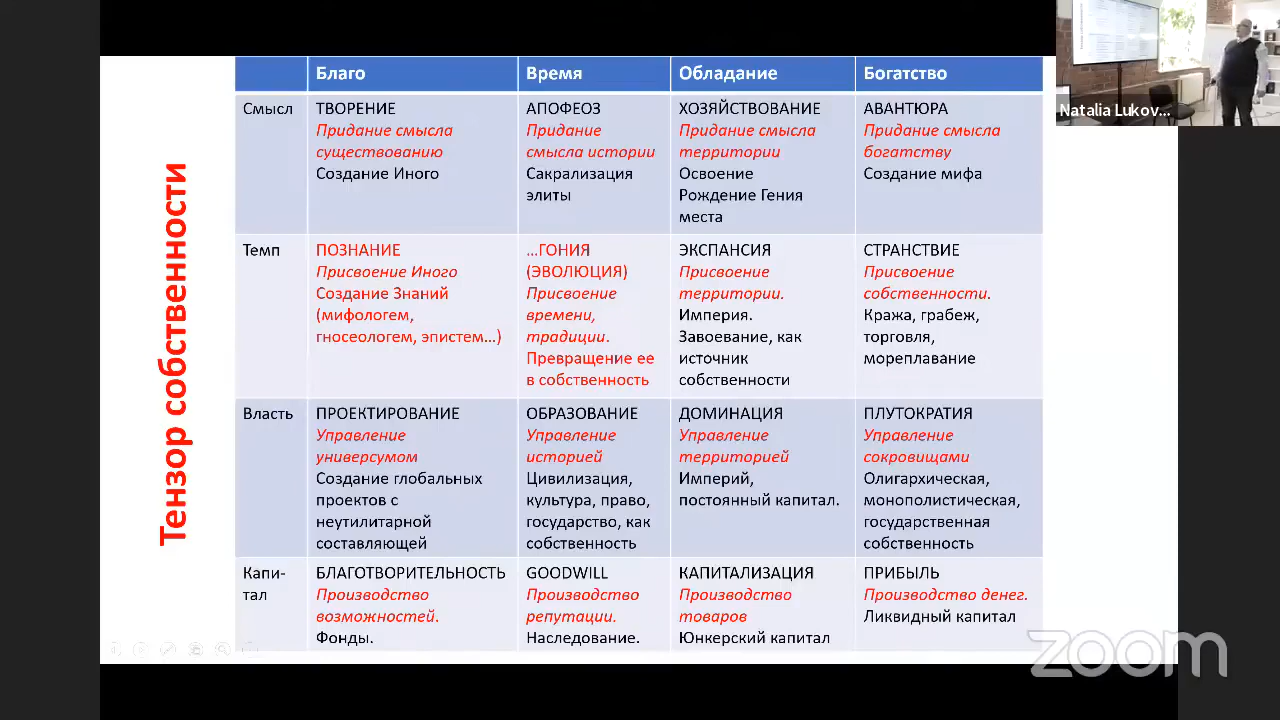 Тензор собственности
Благо
Время
Обладание
Богатство
Смысл
ТВОРЕНИЕ
Придание смысла
существованию
Создание Иного
АПОФЕОЗ
Придание
смысла истории
Сакрализация
элиты
ХОЗЯЙСТВОВАНИЕ
Придание смысла
территории
Освоение
Рождение Гения
места
АВАНТЮРА
Придание смысла
богатству
Создание мифа
Темп
ПОЗНАНИЕ
Присвоение Иного
Создание Знаний
(мифологем,
гносеологем, эпистем...)
...ГОНИЯ
(ЭВОЛЮЦИЯ)
Присвоение
времени,
традиции.
Превращение ее
в собственность
ЭКСПАНСИЯ
Присвоение
территории.
Империя.
Завоевание, как
источник
собственности
СТРАНСТВИЕ
Присвоение
собственности.
Кража, грабеж,
торговля,
мореплавание
Власть
ПРОЕКТИРОВАНИЕ
Управление
универсумом
Создание глобальных
проектов с
неутилитарной
составляющей
ОБРАЗОВАНИЕ
Управление
историей
Цивилизация,
культура, право,
государство, как
собственность
ДОМИНАЦИЯ
Управление
территорией
Империй,
постоянный капитал.
ПЛУТОКРАТИЯ
Управление
сокровищами
Олигархическая,
монополистическая,
государственная
собственность
Капи-
тал
БЛАГОТВОРИТЕЛЬНОСТЬ
Производство
возможностей.
Фонды.
GOODWILL
Производство
репутации.
Наследование.
КАПИТАЛИЗАЦИЯ
Производство
товаров
Юнкерский капитал
ПРИБЫЛЬ
Производство денег.
Ликвидный капитал
Natalia Lukov...
zoom